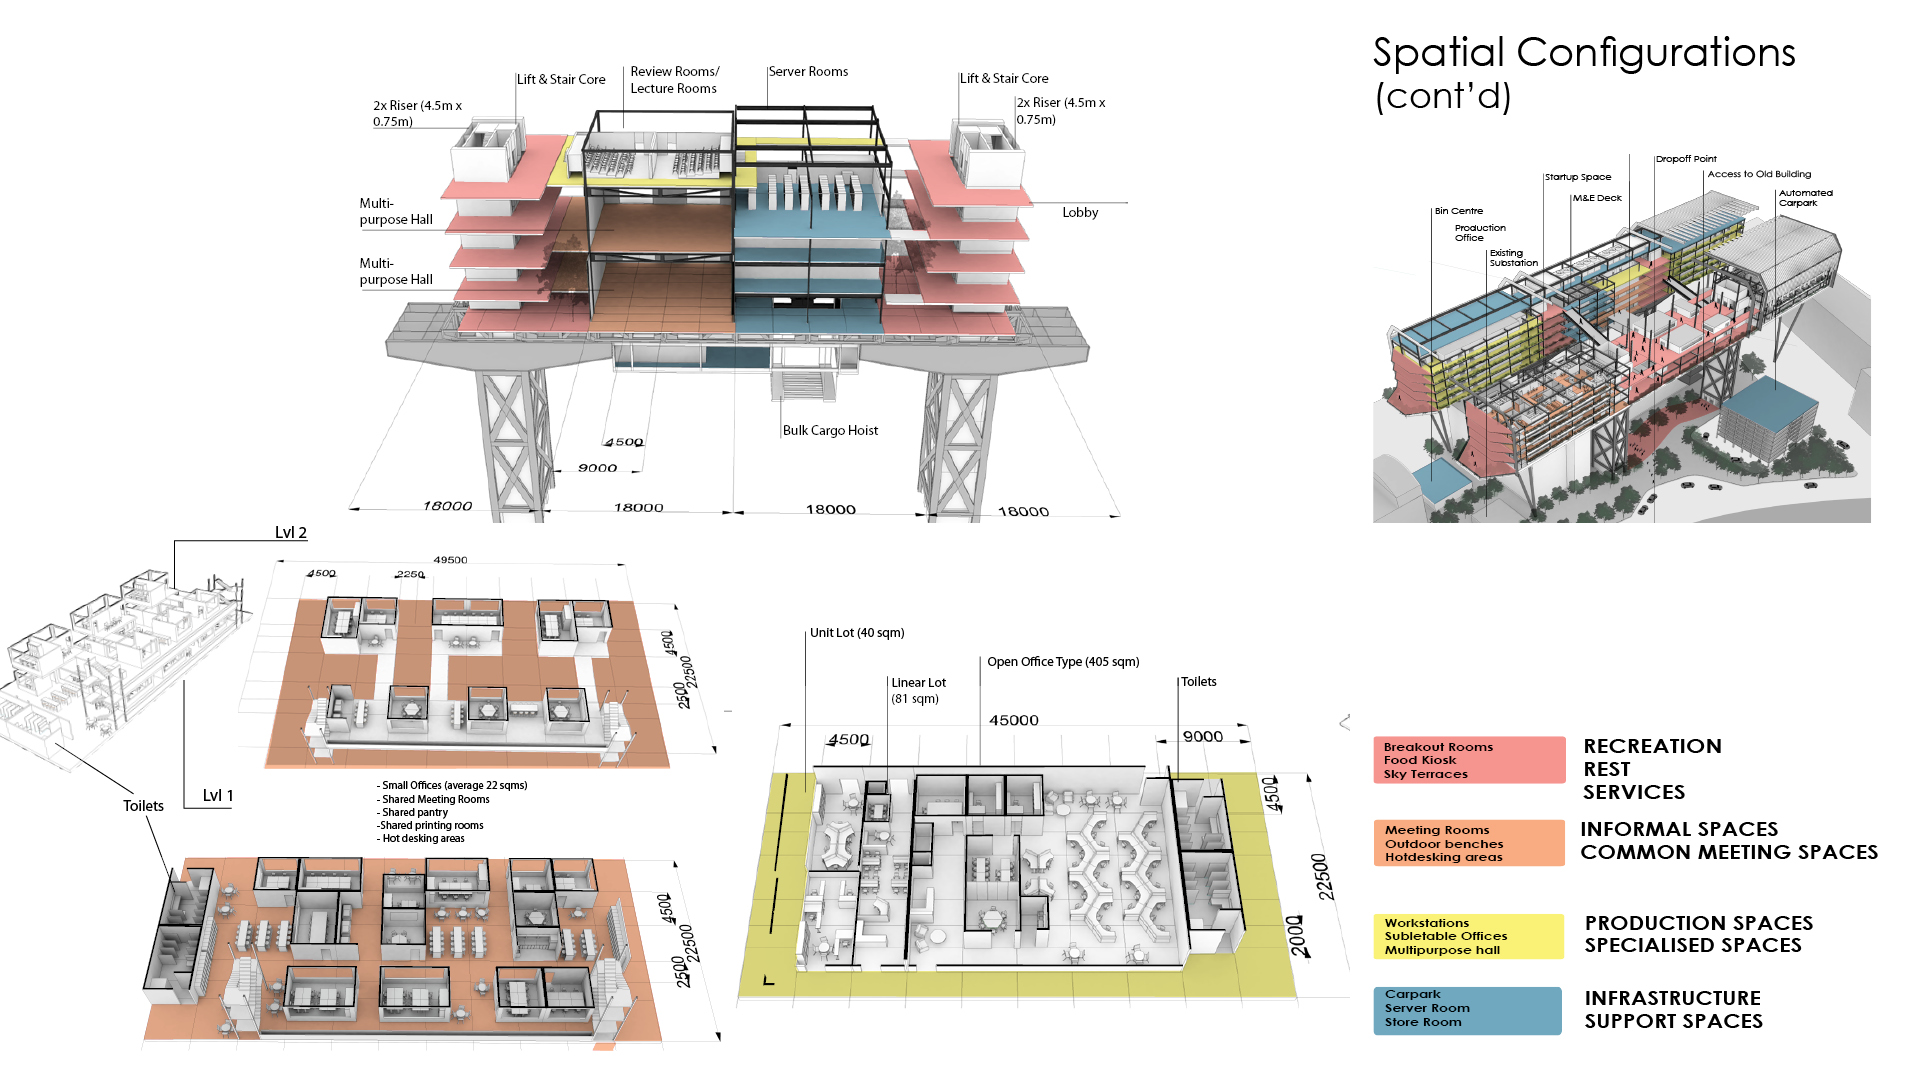 Spatial Configurations
(cont’d)
Lift & Stair Core
Review Rooms/
Lecture Rooms
Server Rooms
Lift & Stair Core
2x Riser (4.5m x
0.75m)
2x Riser (4.5m x
0.75m)
Multi-
purpose Hall
Multi-
purpose Hall
Lobby
Bulk Cargo Hoist
4500
9000
18000
18000
18000
18000
Dropoff Point
Startup Space
Access to Old Building
M&E Deck
Automated
Carpark
Bin Centre
Production
Office
Existing
Substation
Lvl 2
Lvl 1
Toilets
49500
4500
2250
4500
22500
2500
- Small Offices (average 22 sqms)
- Shared Meeting Rooms
- Shared pantry
-Shared printing rooms
- Hot desking areas
4500
22500
2500
Unit Lot (40 sqm)
Open Office Type (405 sqm)
Linear Lot
(81 sqm)
Toilets
45000
4500
9000
4500
22500
2000
Breakout Rooms
Food Kiosk
Sky Terraces
RECREATION
REST
SERVICES
Meeting Rooms
Outdoor benches
Hotdesking areas
INFORMAL SPACES
COMMON MEETING SPACES
Workstations
Subletable Offices
Multipurpose hall
PRODUCTION SPACES
SPECIALISED SPACES
Carpark
Server Room
Store Room
INFRASTRUCTURE
SUPPORT SPACES